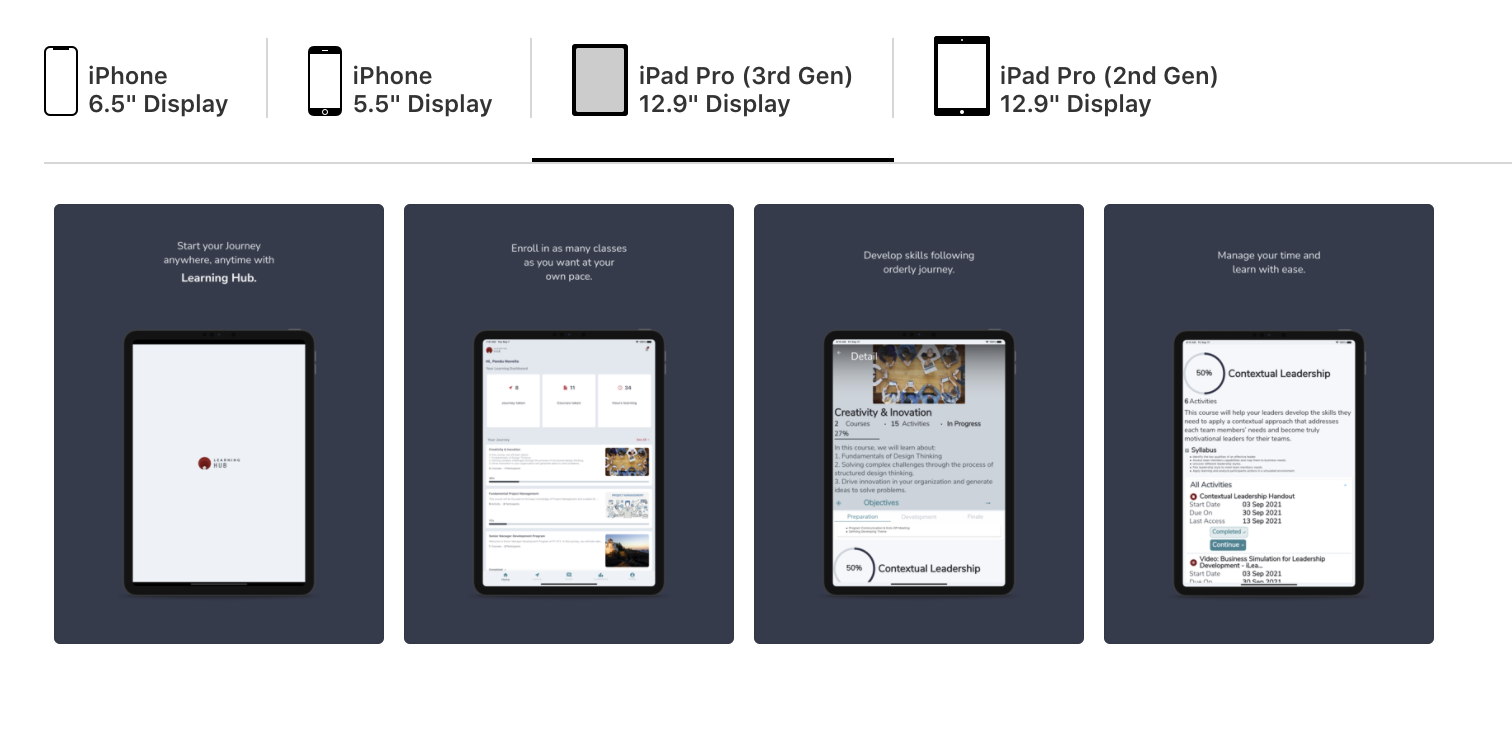 iPhone
6.5" Display
iPhone
5.5" Display
iPad Pro (3rd Gen)
12.9" Display
iPad Pro (2nd Gen)
12.9" Display
Start your Journey
anywhere, anytime with
Learning Hub.
LEARNING
HUB
Enroll in as many classes
as you want at your
own pace.
LEARNING
HUB
Your Learning Dashboard
8
11
34
Journey taken
Courses taken
Hours learning
Your Journey
See All
Creativity & Inovation
Fundamental Project Management
Senior Manager Development Program
Home
Develop skills following
orderly journey.
Detail
Creativity & Inovation
2 Courses • 15 Activities • In Progress
27%
In this course, we will learn about:
1. Fundamentals of Design Thinking
2. Solving complex challenges through the process of
structured design thinking.
3. Drive innovation in your organization and generate
ideas to solve problems.
Objectives
Preparation Development Finale
50% Contextual Leadership
Manage your time and
learn with ease.
50% Contextual Leadership
6 Activities
This course will help your leaders develop the skills they
need to apply a contextual approach that addresses
each team members' needs and become truly
motivational leaders for their teams.
Syllabus
All Activities
Contextual Leadership Handout
Start Date 03 Sep 2021
Due On 30 Sep 2021
Last Access 13 Sep 2021
Completed
Continue
Video: Business Simulation for Leadership
Development - iLea...
Start Date 03 Sep 2021
Due On 30 Sep 2021